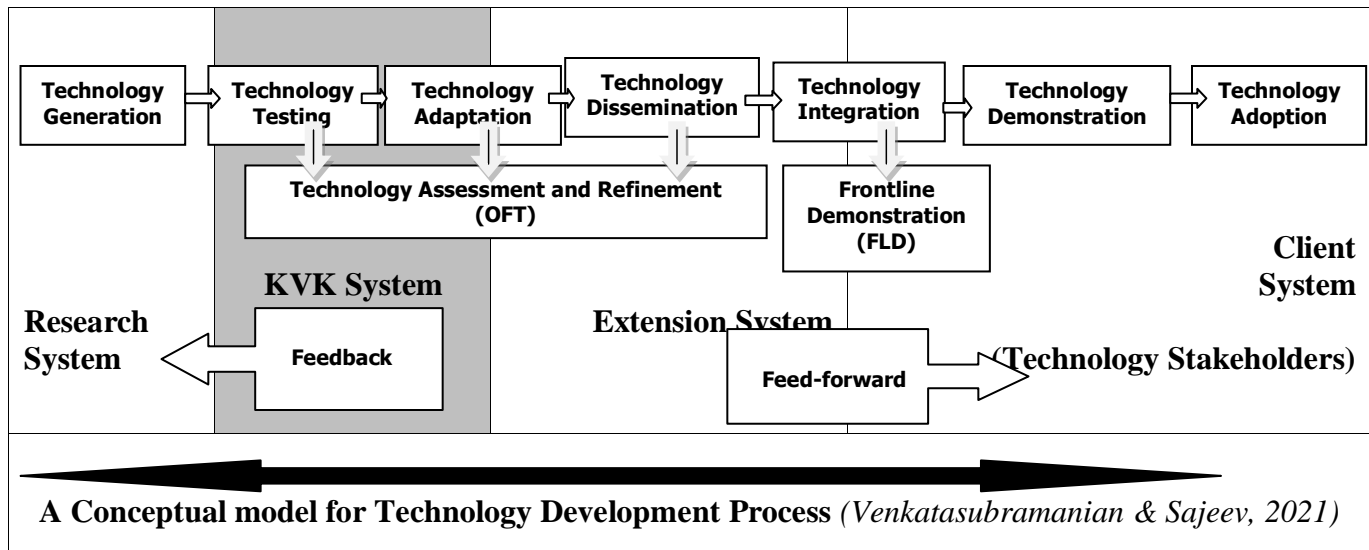 Technology
Generation
Technology
Testing
Technology
Adaptation
Technology
Dissemination
Technology
Integration
Technology
Demonstration
Technology
Adoption
Technology Assessment and Refinement
(OFT)
Frontline
Demonstration
(FLD)
Client
System
KVK System
Research
System
Extension System
(Technology Stakeholders)
Feedback
Feed-forward
A Conceptual model for Technology Development Process (Venkatasubramanian & Sajeev, 2021)